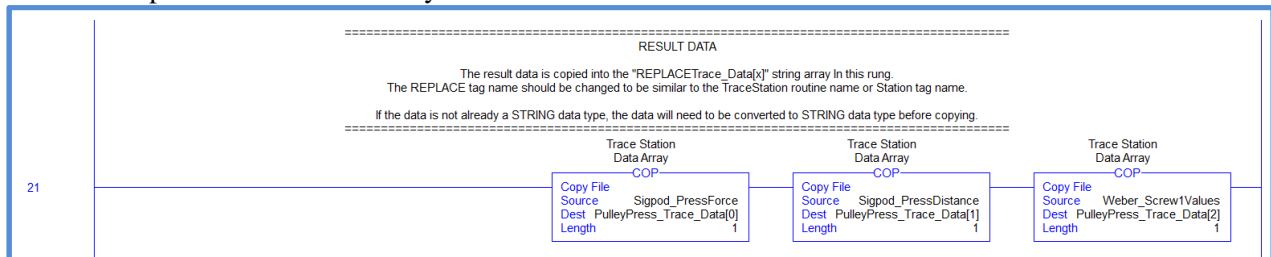 =====================================================================================
RESULT DATA
The result data is copied into the "REPLACETrace_Data[x]" string array In this rung.
The REPLACE tag name should be changed to be similar to the TraceStation routine name or Station tag name.
If the data is not already a STRING data type, the data will need to be converted to STRING data type before copying.
=====================================================================================
21
Trace Station
Data Array
COP
Copy File
Source Sigpod_PressForce
Dest PulleyPress_Trace_Data[0]
Length 1
Trace Station
Data Array
COP
Copy File
Source Sigpod_PressDistance
Dest PulleyPress_Trace_Data[1]
Length 1
Trace Station
Data Array
COP
Copy File
Source Weber_Screw1Values
Dest PulleyPress_Trace_Data[2]
Length 1